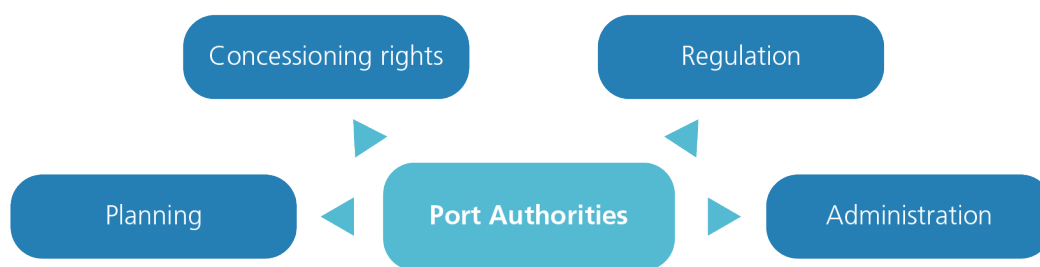 Concessioning rights
Regulation
Planning
Port Authorities
Administration